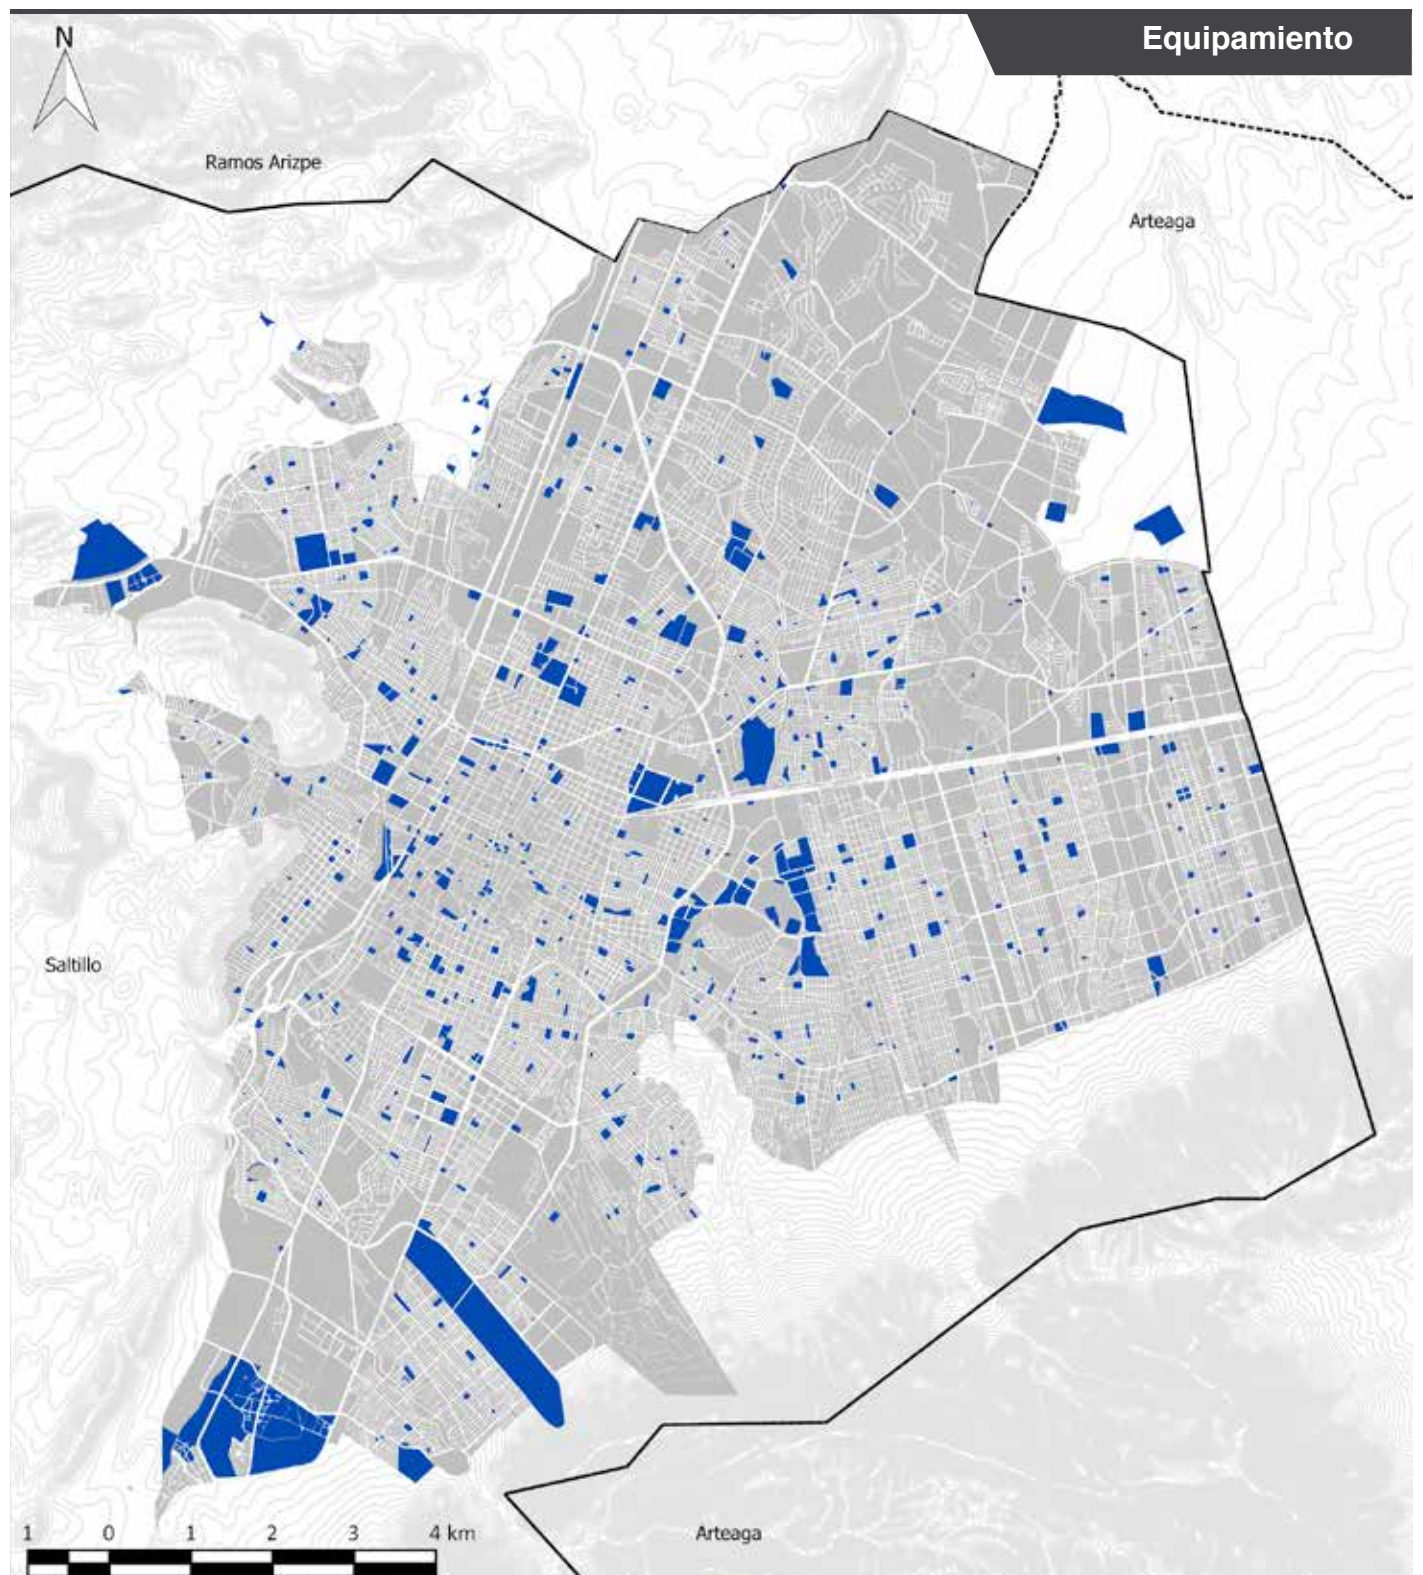 Equipamiento
N
Ramos Arizpe
Arteaga
Saltillo
1 0 1 2 3 4 km
Arteaga